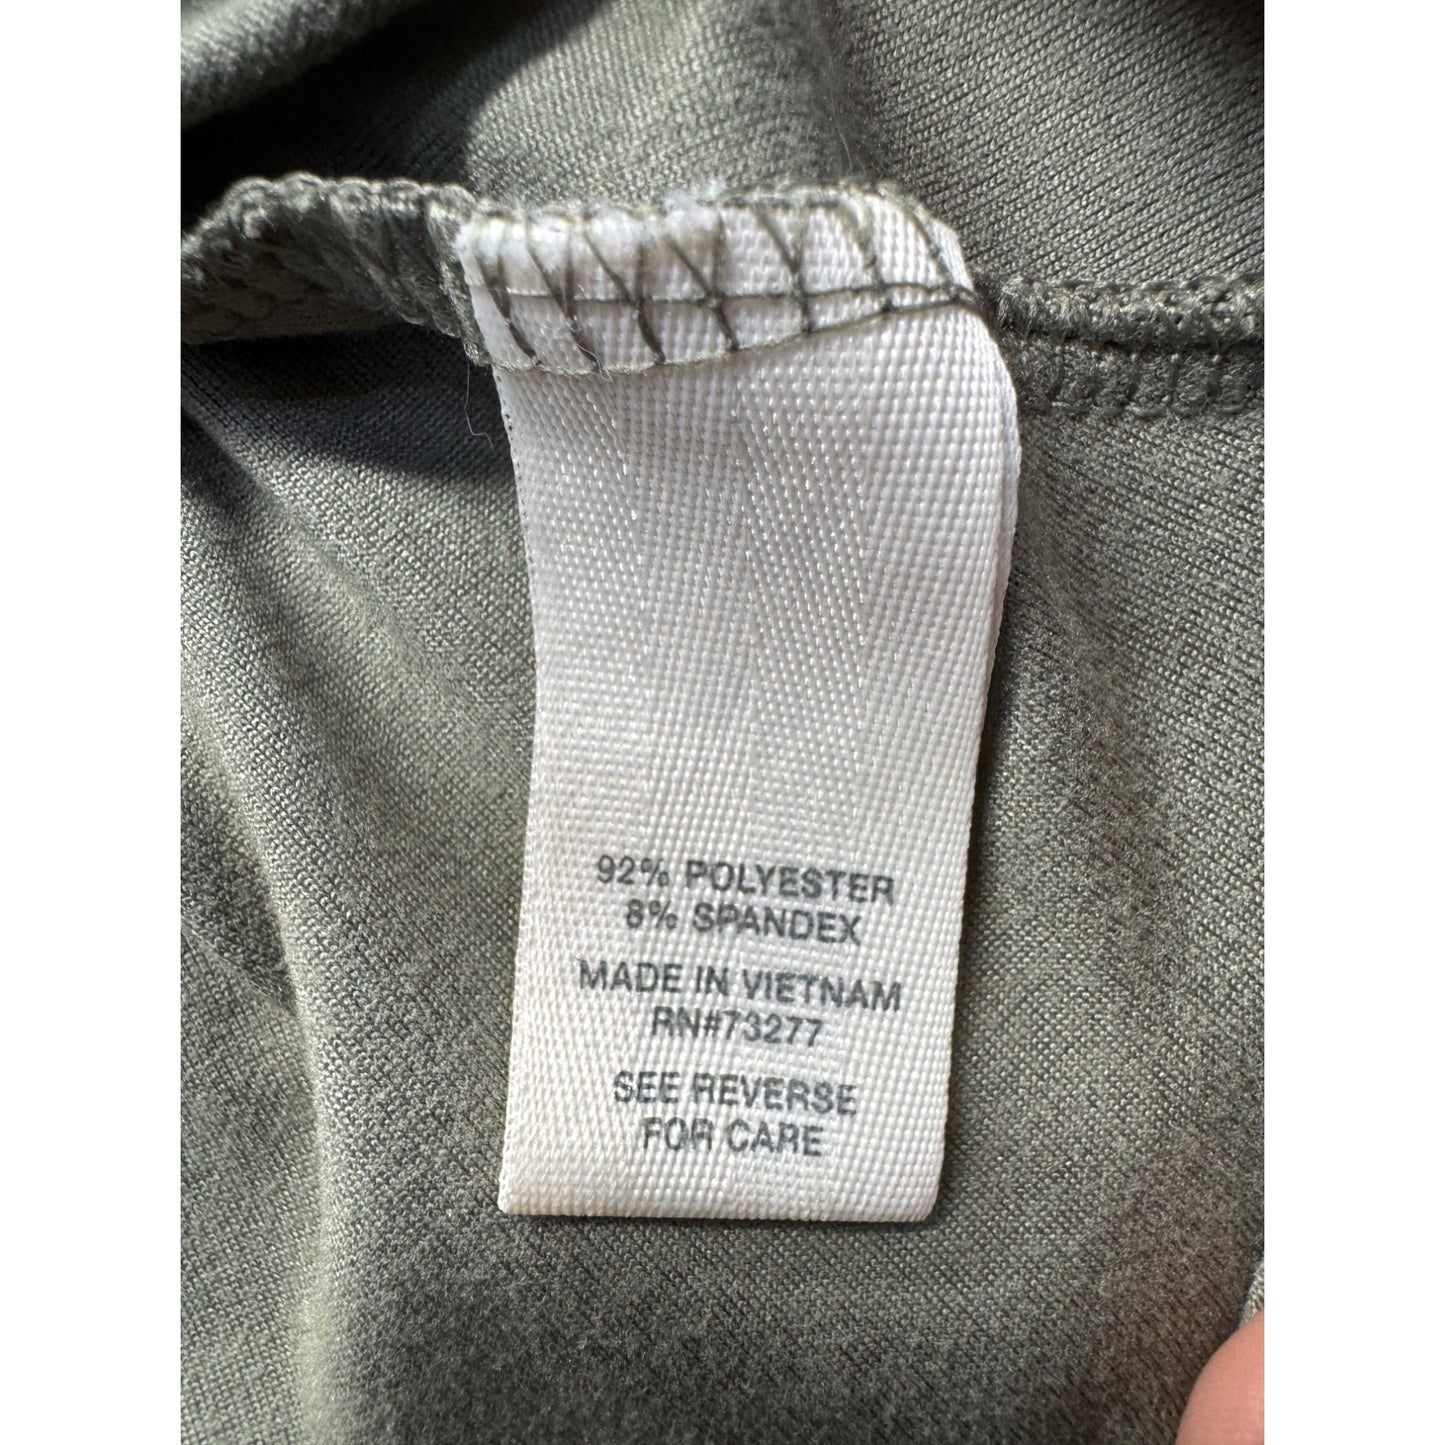 92% POLYESTER
8% SPANDEX
MADE IN VIETNAM
RN#73277
SEE REVERSE
FOR CARE